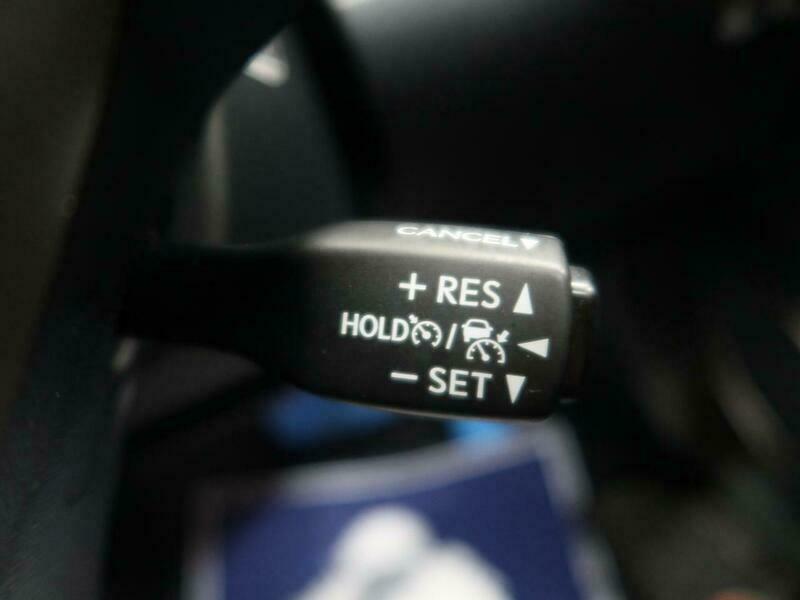 CANCEL
+ RES
HOLD /
− SET